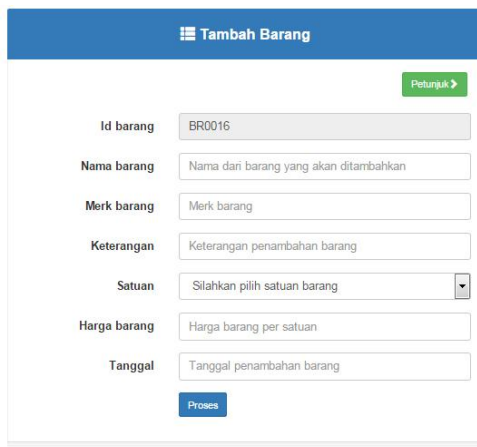 Tambah Barang
Petunjuk
Id barang BR0016
Nama barang Nama dari barang yang akan ditambahkan
Merk barang Merk barang
Keterangan Keterangan penambahan barang
Satuan Silahkan pilih satuan barang
Harga barang Harga barang per satuan
Tanggal Tanggal penambahan barang
Proses